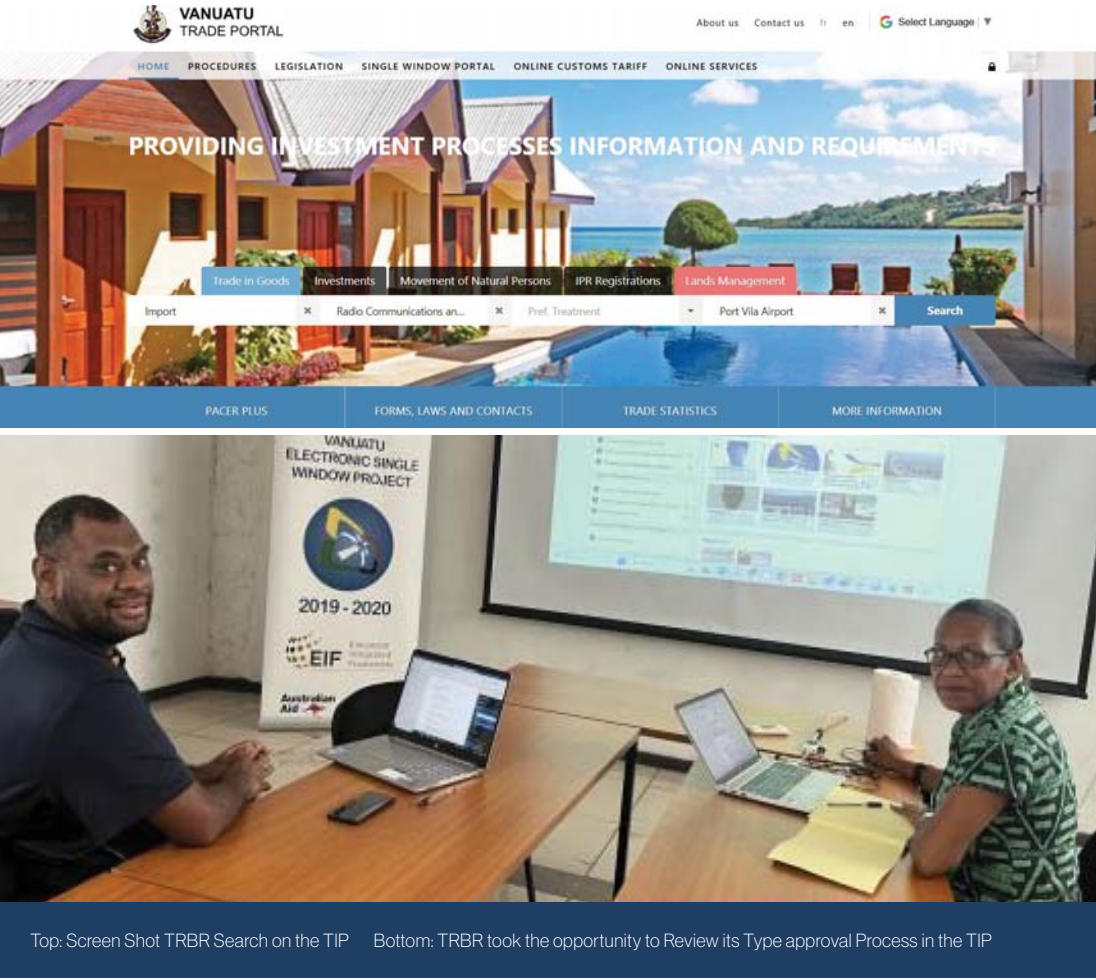 VANUATU
TRADE PORTAL
About us Contact us fr en Select Language ▼
HOME PROCEDURES LEGISLATION SINGLE WINDOW PORTAL ONLINE CUSTOMS TARIFF ONLINE SERVICES
PROVIDING INVESTMENT PROCESSES INFORMATION AND REQUIREMENTS
Trade in Goods Investments Movement of Natural Persons IPR Registrations Lands Management
Import Radio Communications an... Pref. Treatment Port Vila Airport Search
PACER PLUS FORMS, LAWS AND CONTACTS TRADE STATISTICS MORE INFORMATION
VANUATU
ELECTRONIC SINGLE
WINDOW PROJECT
2019 - 2020
EIF
Australian
Aid
Top: Screen Shot TRBR Search on the TIP Bottom: TRBR took the opportunity to Review its Type approval Process in the TIP